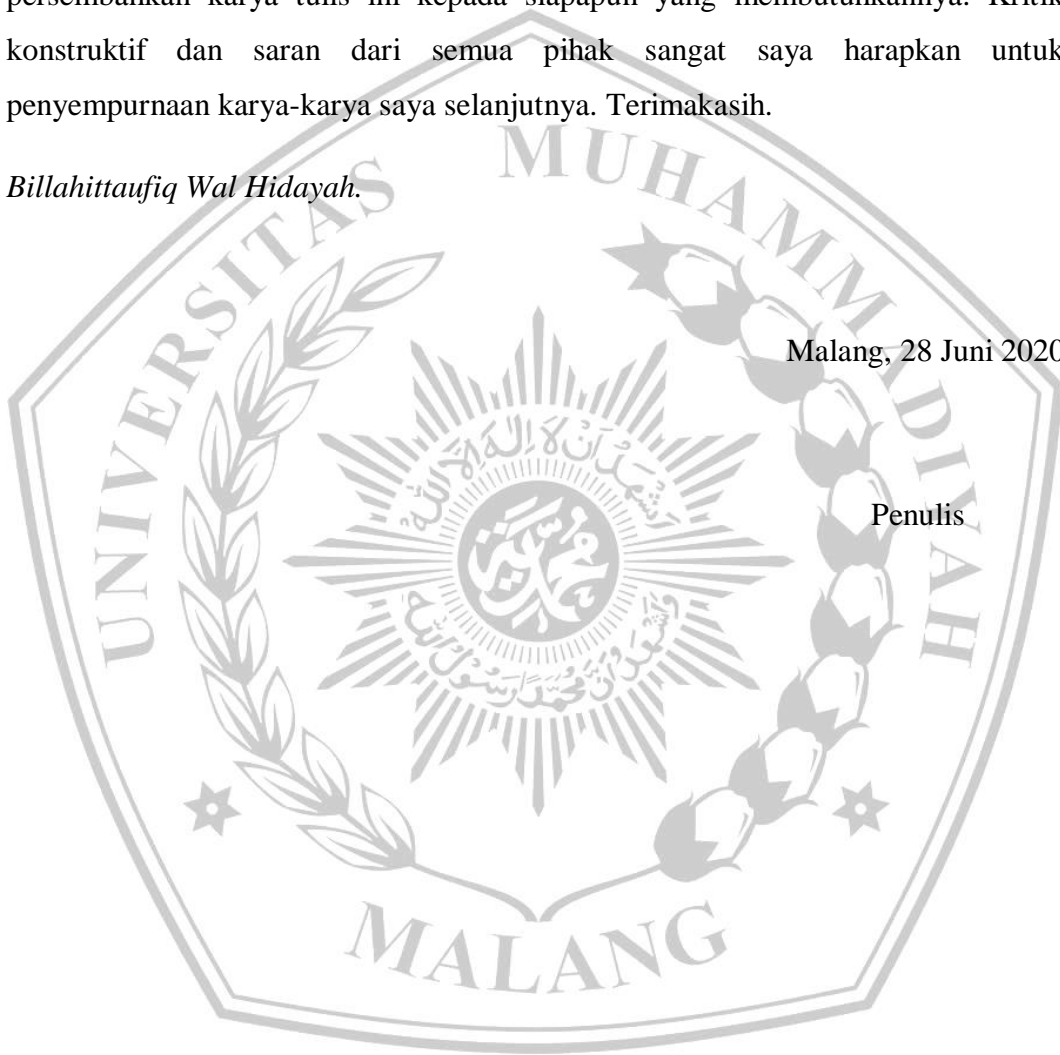 persembahkan karya tulis ini kepada siapapun yang membutuhkannya. Kritik
konstruktif dan saran dari semua pihak sangat saya harapkan untuk
penyempurnaan karya-karya saya selanjutnya. Terimakasih.
Billahittaufiq Wal Hidayah.
Malang, 28 Juni 2020
Penulis
UNIVERSITAS MUHAMMADIYAH
MALANG